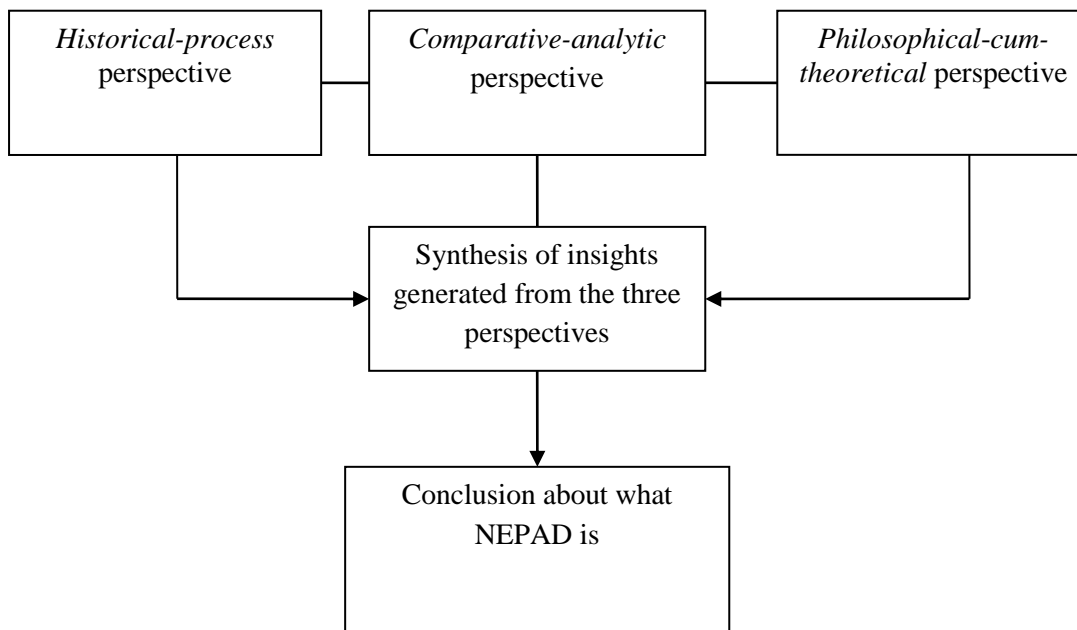 Historical-process
perspective
Comparative-analytic
perspective
Philosophical-cum-
theoretical perspective
Synthesis of insights
generated from the three
perspectives
Conclusion about what
NEPAD is